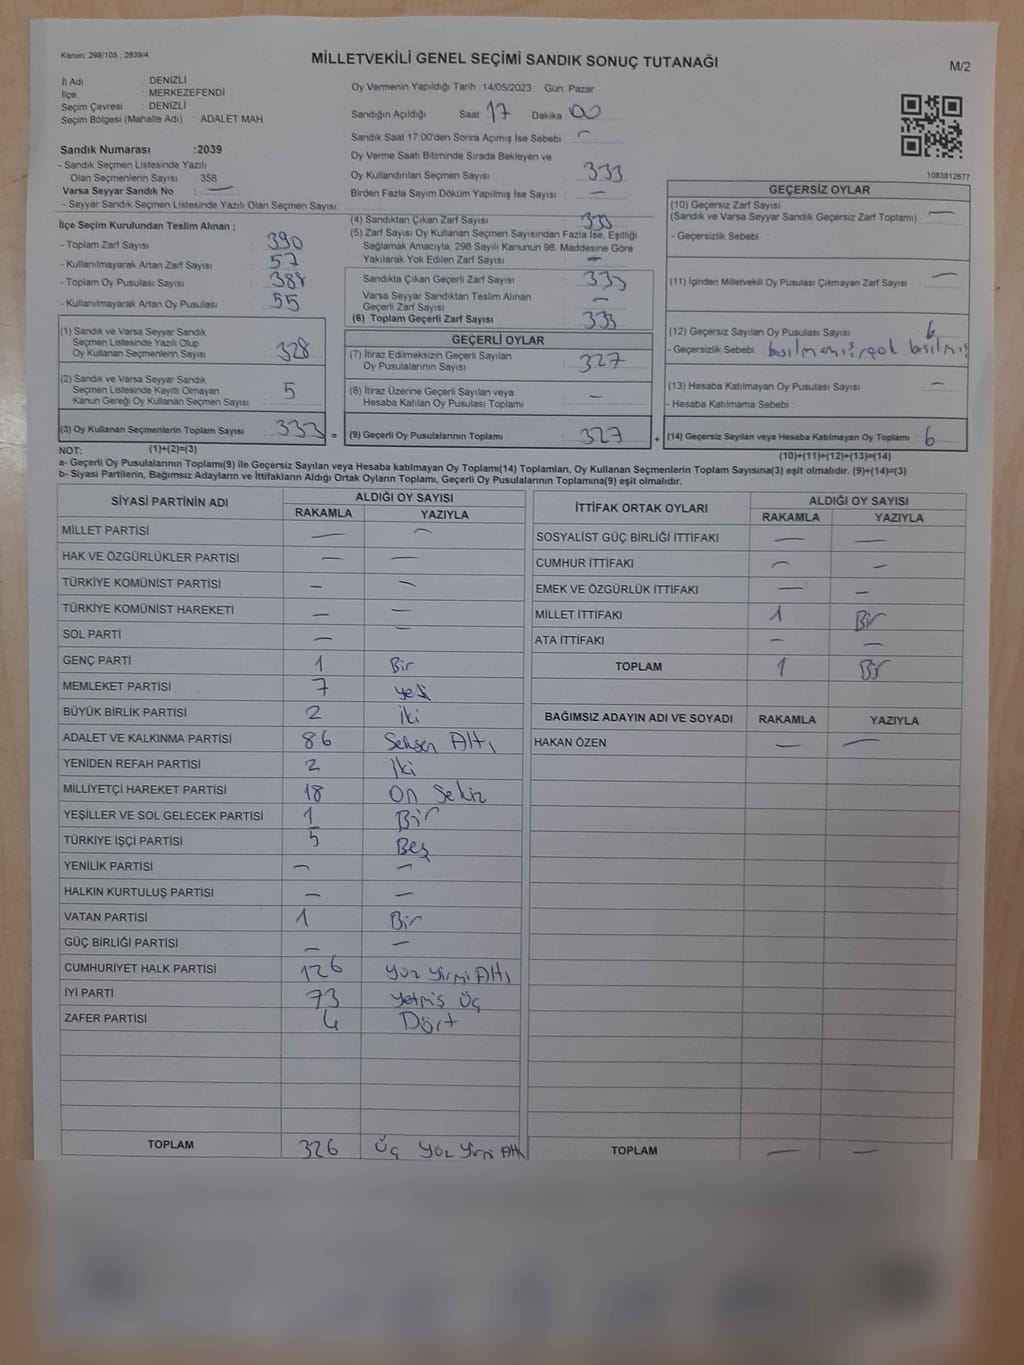 Kanun: 298/105 , 2839/4
MİLLETVEKİLİ GENEL SEÇİMİ SANDIK SONUÇ TUTANAĞI
M/2
İl Adı : DENİZLİ
İlçe : MERKEZEFENDİ
Seçim Çevresi : DENİZLİ
Seçim Bölgesi (Mahalle Adı) : ADALET MAH.
Sandık Numarası :2039
- Sandık Seçmen Listesinde Yazılı
Olan Seçmenlerin Sayısı 358
Varsa Seyyar Sandık No : —
- Seyyar Sandık Seçmen Listesinde Yazılı Olan Seçmen Sayısı:
İlçe Seçim Kurulundan Teslim Alınan ;
- Toplam Zarf Sayısı : 390
- Kullanılmayarak Artan Zarf Sayısı : 57
- Toplam Oy Pusulası Sayısı : 388
- Kullanılmayarak Artan Oy Pusulası : 55
(1) Sandık ve Varsa Seyyar Sandık
Seçmen Listesinde Yazılı Olup
Oy Kullanan Seçmenlerin Sayısı : 328
(2) Sandık ve Varsa Seyyar Sandık
Seçmen Listesinde Kayıtlı Olmayan
Kanun Gereği Oy Kullanan Seçmen Sayısı : 5
(3) Oy Kullanan Seçmenlerin Toplam Sayısı : 333 =
Oy Vermenin Yapıldığı Tarih : 14/05/2023 Gün: Pazar
Sandığın Açıldığı Saat : 17 Dakika : 00
Sandık Saat 17:00'den Sonra Açımış İse Sebebi : —
Oy Verme Saati Bitiminde Sırada Bekleyen ve
Oy Kullandırılan Seçmen Sayısı : 333
Birden Fazla Sayım Döküm Yapılmış İse Sayısı : —
(4) Sandıktan Çıkan Zarf Sayısı : 333
(5) Zarf Sayısı Oy Kullanan Seçmen Sayısından Fazla İse, Eşitliği
Sağlamak Amacıyla, 298 Sayılı Kanunun 98. Maddesine Göre
Yakılarak Yok Edilen Zarf Sayısı : —
Sandıkta Çıkan Geçerli Zarf Sayısı : 333
Varsa Seyyar Sandıktan Teslim Alınan
Geçerli Zarf Sayısı : —
(6) Toplam Geçerli Zarf Sayısı : 333
GEÇERLİ OYLAR
(7) İtiraz Edilmeksizin Geçerli Sayılan
Oy Pusulalarının Sayısı : 327
(8) İtiraz Üzerine Geçerli Sayılan veya
Hesaba Katılan Oy Pusulası Toplamı : —
(9) Geçerli Oy Pusulalarının Toplamı : 327 +
1083812677
GEÇERSİZ OYLAR
(10) Geçersiz Zarf Sayısı
(Sandık ve Varsa Seyyar Sandık Geçersiz Zarf Toplamı) : —
- Geçersizlik Sebebi :
(11) İçinden Milletvekili Oy Pusulası Çıkmayan Zarf Sayısı : —
(12) Geçersiz Sayılan Oy Pusulası Sayısı : 6
- Geçersizlik Sebebi : basılmamış, çok basılmış
(13) Hesaba Katılmayan Oy Pusulası Sayısı : —
- Hesaba Katılmama Sebebi :
(14) Geçersiz Sayılan veya Hesaba Katılmayan Oy Toplamı : 6
NOT: (1)+(2)=(3) (10)+(11)+(12)+(13)=(14)
a- Geçerli Oy Pusulalarının Toplamı(9) ile Geçersiz Sayılan veya Hesaba katılmayan Oy Toplamı(14) Toplamları, Oy Kullanan Seçmenlerin Toplam Sayısına(3) eşit olmalıdır. (9)+(14)=(3)
b- Siyasi Partilerin, Bağımsız Adayların ve İttifakların Aldığı Ortak Oyların Toplamı, Geçerli Oy Pusulalarının Toplamına(9) eşit olmalıdır.
SİYASİ PARTİNİN ADI ALDIĞI OY SAYISI
RAKAMLA YAZIYLA
MİLLET PARTİSİ — —
HAK VE ÖZGÜRLÜKLER PARTİSİ — —
TÜRKİYE KOMÜNİST PARTİSİ — —
TÜRKİYE KOMÜNİST HAREKETİ — —
SOL PARTİ — —
GENÇ PARTİ 1 Bir
MEMLEKET PARTİSİ 7 yedi
BÜYÜK BİRLİK PARTİSİ 2 iki
ADALET VE KALKINMA PARTİSİ 86 Seksen Altı
YENİDEN REFAH PARTİSİ 2 İki
MİLLİYETÇİ HAREKET PARTİSİ 18 On Sekiz
YEŞİLLER VE SOL GELECEK PARTİSİ 1 Bir
TÜRKİYE İŞÇİ PARTİSİ 5 Beş
YENİLİK PARTİSİ — —
HALKIN KURTULUŞ PARTİSİ — —
VATAN PARTİSİ 1 Bir
GÜÇ BİRLİĞİ PARTİSİ — —
CUMHURİYET HALK PARTİSİ 126 Yüz Yirmi Altı
İYİ PARTİ 73 Yetmiş Üç
ZAFER PARTİSİ 4 Dört
TOPLAM 326 Üç Yüz Yirmi Altı
İTTİFAK ORTAK OYLARI ALDIĞI OY SAYISI
RAKAMLA YAZIYLA
SOSYALİST GÜÇ BİRLİĞİ İTTİFAKI — —
CUMHUR İTTİFAKI — —
EMEK VE ÖZGÜRLÜK İTTİFAKI — —
MİLLET İTTİFAKI 1 Bir
ATA İTTİFAKI — —
TOPLAM 1 Bir
BAĞIMSIZ ADAYIN ADI VE SOYADI RAKAMLA YAZIYLA
HAKAN ÖZEN — —
TOPLAM — —